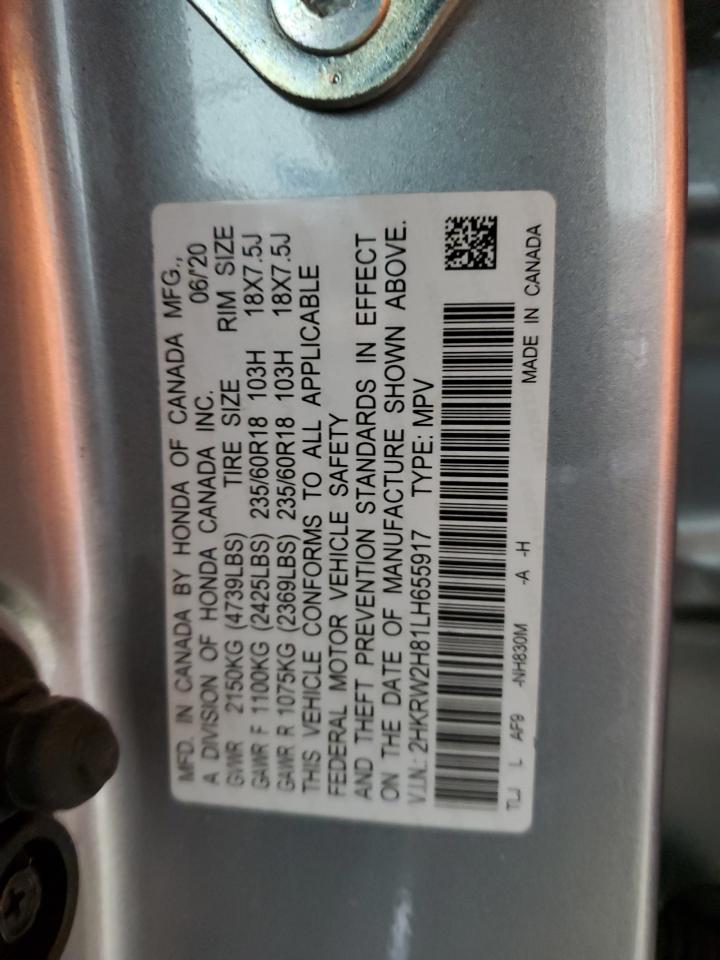 MFD. IN CANADA BY HONDA OF CANADA MFG.,
A DIVISION OF HONDA CANADA INC. 06/'20
GVWR 2150KG (4739LBS) TIRE SIZE RIM SIZE
GAWR F 1100KG (2425LBS) 235/60R18 103H 18X7.5J
GAWR R 1075KG (2369LBS) 235/60R18 103H 18X7.5J
THIS VEHICLE CONFORMS TO ALL APPLICABLE
FEDERAL MOTOR VEHICLE SAFETY
AND THEFT PREVENTION STANDARDS IN EFFECT
ON THE DATE OF MANUFACTURE SHOWN ABOVE.
V.I.N.: 2HKRW2H81LH655917 TYPE: MPV
TLJ L AF9 -NH830M -A -H MADE IN CANADA